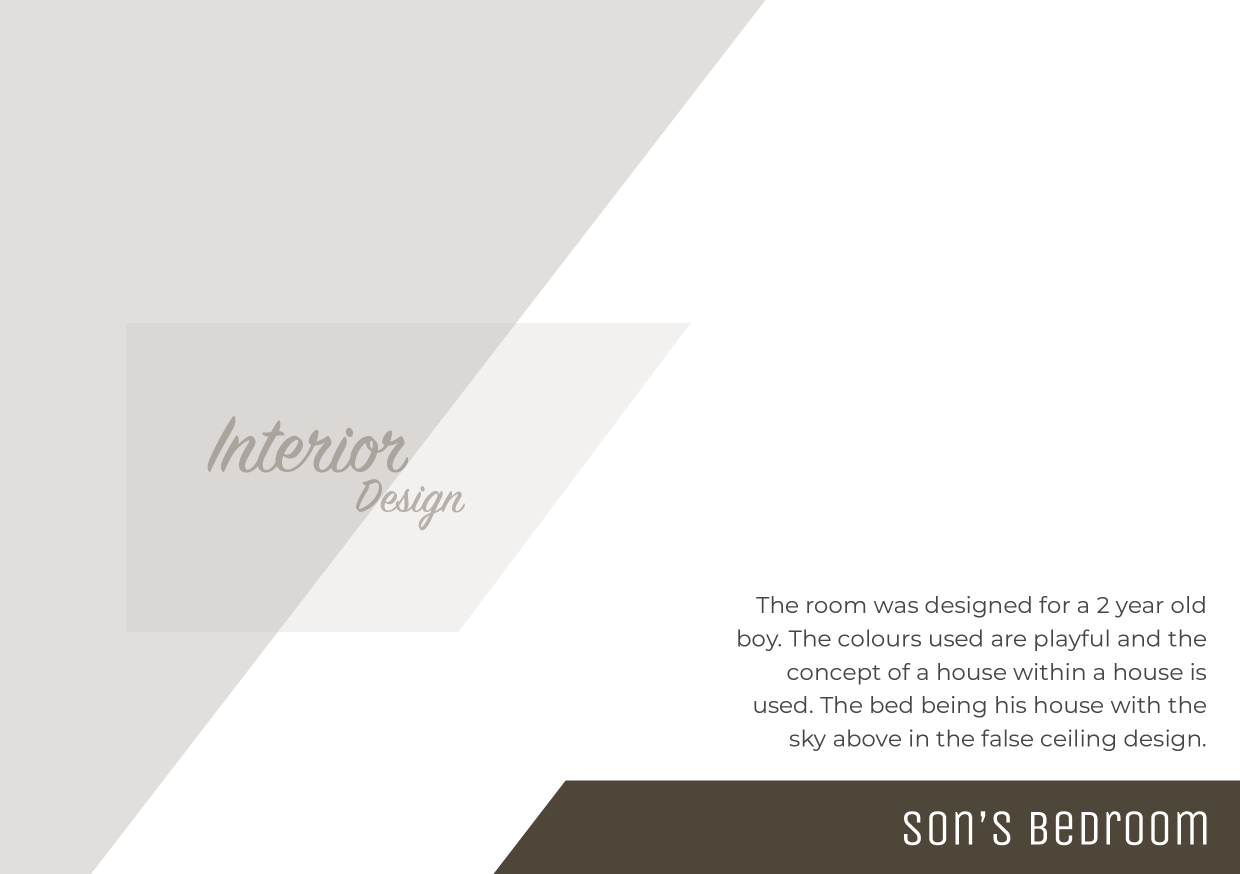 Interior
Design
The room was designed for a 2 year old
boy. The colours used are playful and the
concept of a house within a house is
used. The bed being his house with the
sky above in the false ceiling design.
son's Bedroom